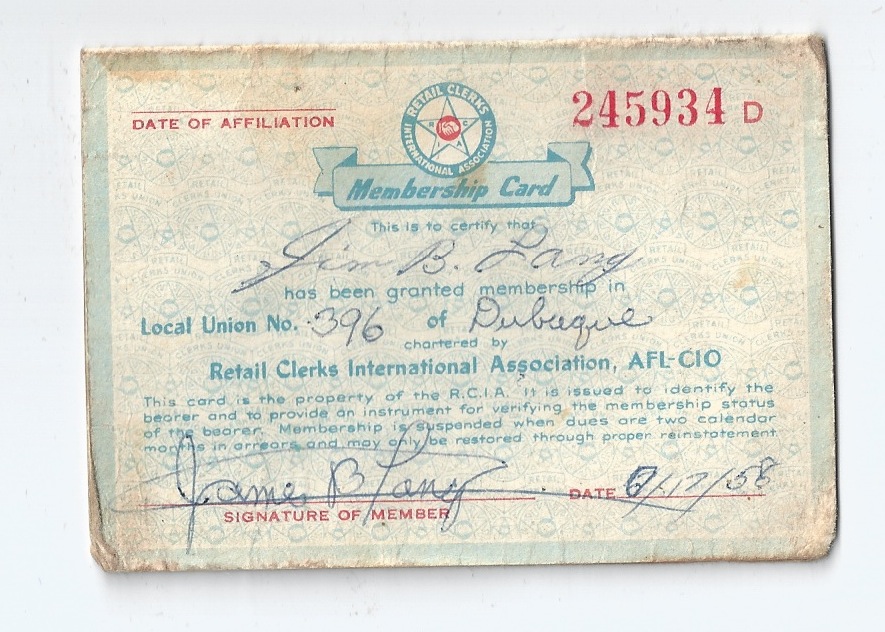 DATE OF AFFILIATION
RETAIL CLERKS INTERNATIONAL ASSOCIATION
R C I A
245934 D
Membership Card
This is to certify that
Jim B. Lang
has been granted membership in
Local Union No. 396 of Dubuque
chartered by
Retail Clerks International Association, AFL-CIO
This card is the property of the R.C.I.A. It is issued to identify the
bearer and to provide an instrument for verifying the membership status
of the bearer. Membership is suspended when dues are two calendar
months in arrears and may only be restored through proper reinstatement.
James B Lang DATE /17/58
SIGNATURE OF MEMBER